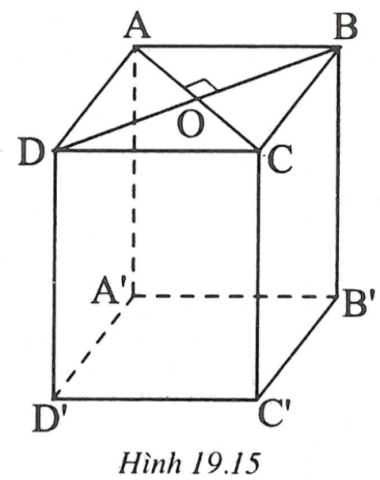 A B
O
D C
A' B'
D' C'
Hình 19.15